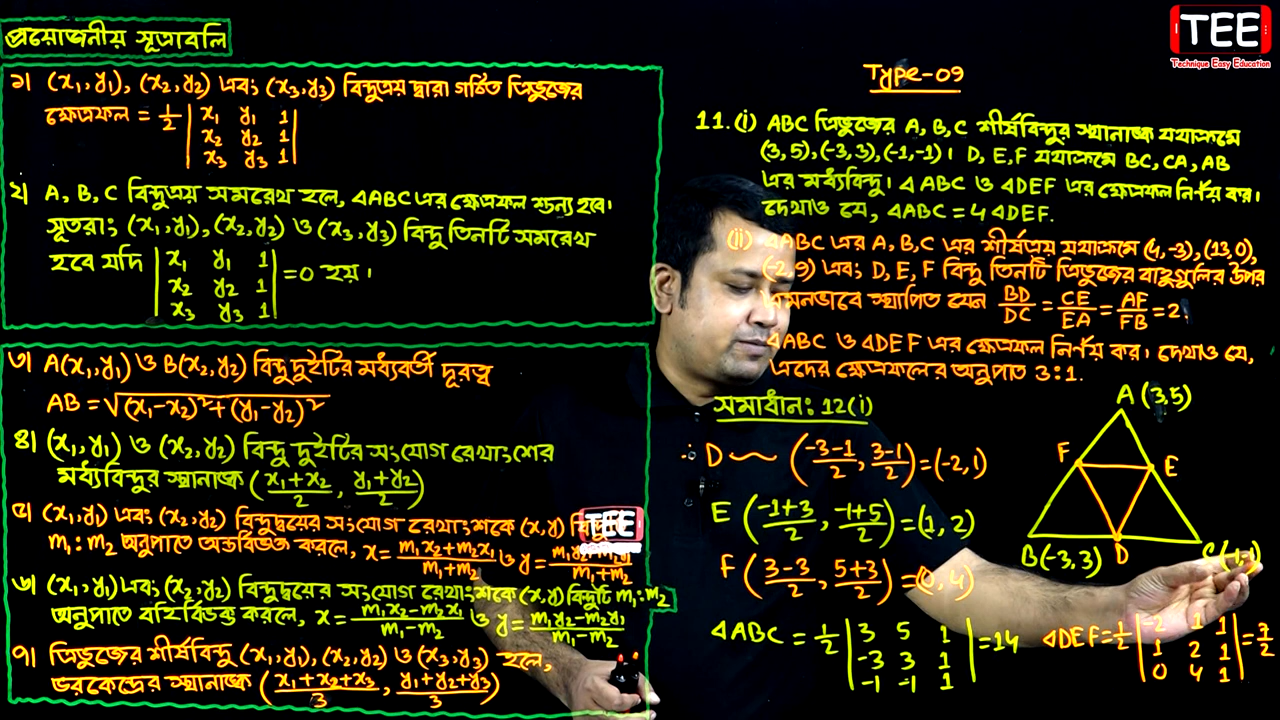 প্রয়োজনীয় সূত্রাবলি
১। (x₁, y₁), (x₂, y₂) এবং (x₃, y₃) বিন্দুত্রয় দ্বারা গঠিত ত্রিভুজের
ক্ষেত্রফল = 1/2 | x₁ y₁ 1 |
| x₂ y₂ 1 |
| x₃ y₃ 1 |
২। A, B, C বিন্দুত্রয় সমরেখ হলে, △ABC এর ক্ষেত্রফল শূন্য হবে।
সুতরাং (x₁, y₁), (x₂, y₂) ও (x₃, y₃) বিন্দু তিনটি সমরেখ
হবে যদি | x₁ y₁ 1 | = 0 হয়।
| x₂ y₂ 1 |
| x₃ y₃ 1 |
৩। A(x₁, y₁) ও B(x₂, y₂) বিন্দু দুইটির মধ্যবর্তী দূরত্ব
AB = √(x₁-x₂)²+(y₁-y₂)²
৪। (x₁, y₁) ও (x₂, y₂) বিন্দু দুইটির সংযোগ রেখাংশের
মধ্যবিন্দুর স্থানাঙ্ক ((x₁+x₂)/2, (y₁+y₂)/2)
৫। (x₁, y₁) এবং (x₂, y₂) বিন্দুদ্বয়ের সংযোগ রেখাংশকে (x, y)
m₁ : m₂ অনুপাতে অন্তর্বিভক্ত করলে, x = (m₁x₂+m₂x₁)/(m₁+m₂) ও y =
৬। (x₁, y₁) এবং (x₂, y₂) বিন্দুদ্বয়ের সংযোগ রেখাংশকে (x, y) বিন্দুটি m₁ : m₂
অনুপাতে বহির্বিভক্ত করলে, x = (m₁x₂-m₂x₁)/(m₁-m₂) ও y = (m₁y₂-m₂y₁)/(m₁-m₂)
৭। ত্রিভুজের শীর্ষবিন্দু (x₁, y₁), (x₂, y₂) ও (x₃, y₃) হলে,
ভরকেন্দ্রের স্থানাঙ্ক ((x₁+x₂+x₃)/3, (y₁+y₂+y₃)/3)
TEE
TEE
Technique Easy Education
Type-09
11. (i) ABC ত্রিভুজের A, B, C শীর্ষবিন্দুর স্থানাঙ্ক যথাক্রমে
(3, 5), (-3, 3), (-1, -1)। D, E, F যথাক্রমে BC, CA, AB
এর মধ্যবিন্দু। △ABC ও △DEF এর ক্ষেত্রফল নির্ণয় কর।
দেখাও যে, △ABC = 4 △DEF.
(ii) △ABC এর A, B, C এর শীর্ষত্রয় যথাক্রমে (4, -3), (13, 0),
(-2, 9) এবং D, E, F বিন্দু তিনটি ত্রিভুজের বাহুগুলির উপর
এমনভাবে স্থাপিত যেন BD/DC = CE/EA = AF/FB = 2
△ABC ও △DEF এর ক্ষেত্রফল নির্ণয় কর। দেখাও যে,
এদের ক্ষেত্রফলের অনুপাত 3 : 1.
সমাধান: 12(i)
∴ D ~ ((-3-1)/2, (3-1)/2) = (-2, 1)
E ((-1+3)/2, (-1+5)/2) = (1, 2)
F ((3-3)/2, (5+3)/2) = (0, 4)
△ABC = 1/2 | 3 5 1 | = 14
| -3 3 1 |
| -1 -1 1 |
△DEF = 1/2 | -2 1 1 | = 7/2
| 1 2 1 |
| 0 4 1 |
A (3, 5)
F
E
B(-3, 3)
D